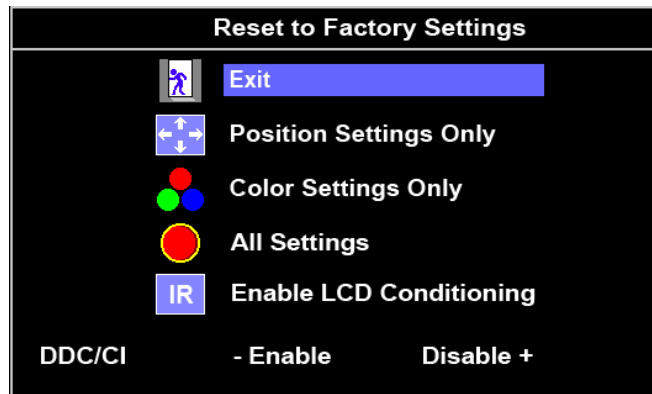 Reset to Factory Settings
Exit
Position Settings Only
Color Settings Only
All Settings
IR Enable LCD Conditioning
DDC/CI - Enable Disable +